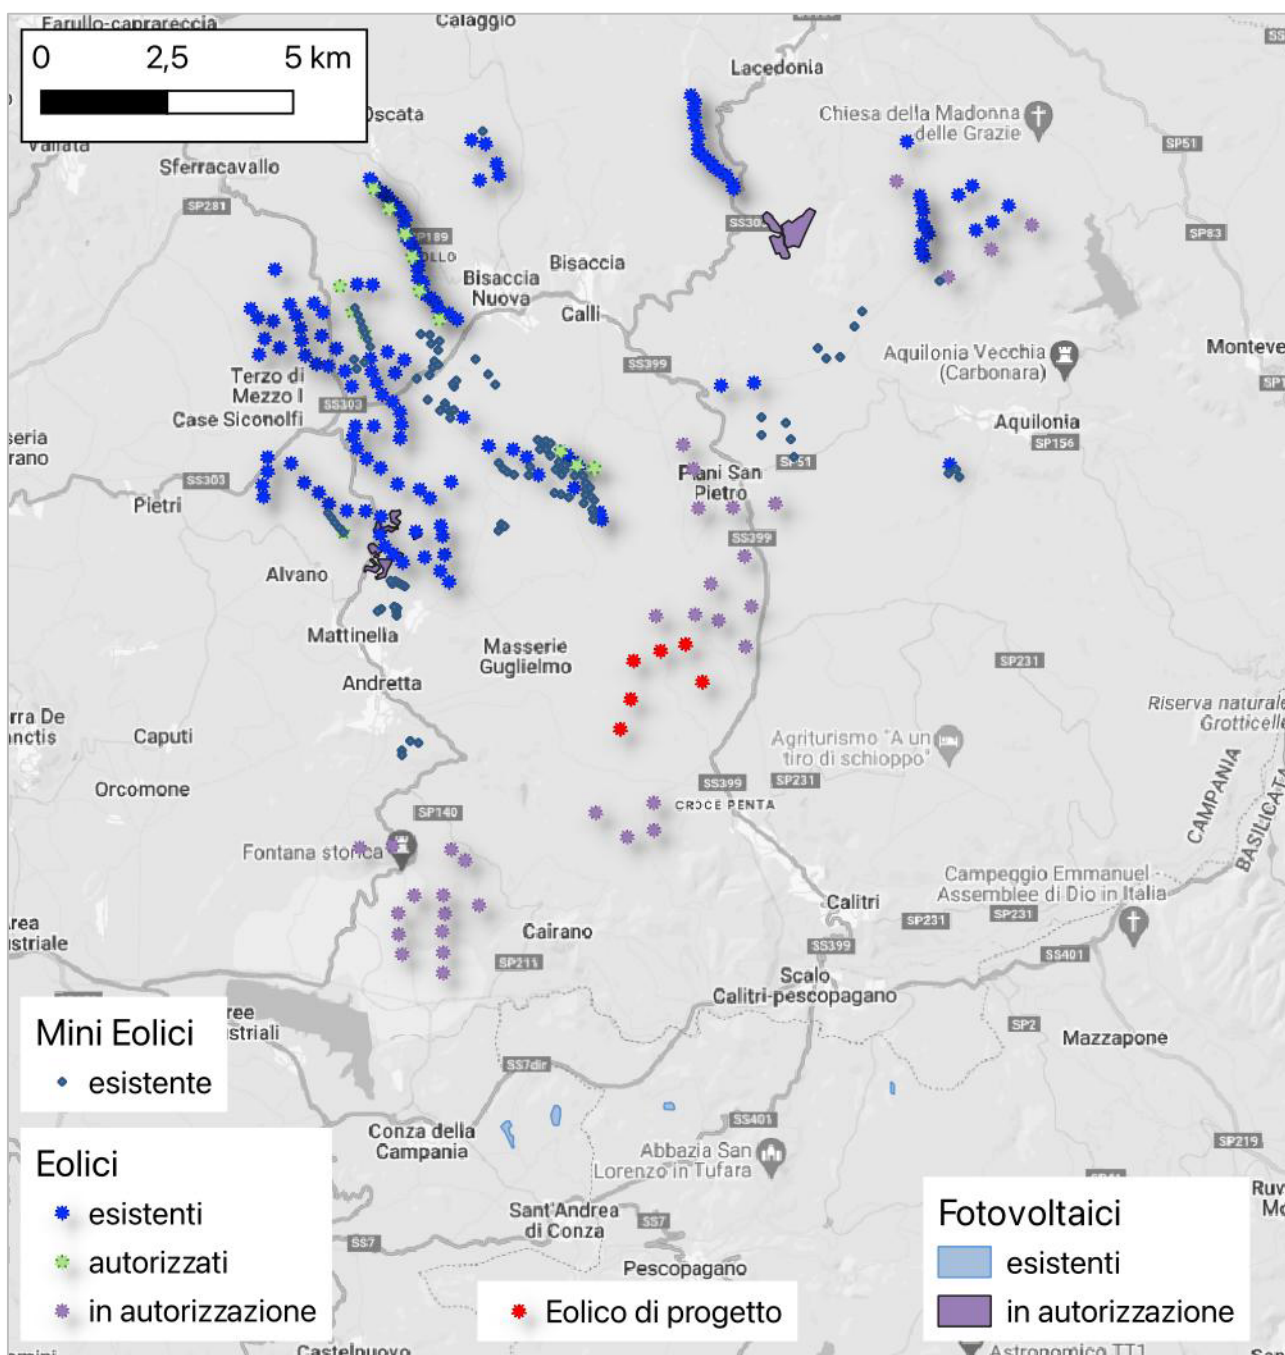 Farullo-caprareccia
Calaggio
0 2,5 5 km
Lacedonia
Oscata
Chiesa della Madonna
delle Grazie
Vallata
Sferracavallo
SP51
SP281
SS303
SP83
SP189
Bisaccia
Bisaccia
Nuova
Calli
Aquilonia Vecchia
(Carbonara)
SS399
Terzo di
Mezzo I
SS303
Case Siconolfi
Aquilonia
SP156
SP51
Piani San
Pietro
SS303
Pietri
SS399
Alvano
Mattinella
Masserie
Guglielmo
SP231
Andretta
Riserva naturale
Grotticelle
Caputi
Agriturismo "A un
tiro di schioppo"
SP231
SS399
Orcomone
CROCE PENTA
CAMPANIA
BASILICATA
SP140
Fontana storica
Campeggio Emmanuel -
Assemblee di Dio in Italia
Calitri
SP231
SP231
Cairano
SS399
SS401
SP211
Scalo
Calitri-pescopagano
SP2
Mazzapone
Mini Eolici
esistente
SS7dir
SS401
Conza della
Campania
SP219
Abbazia San
Lorenzo in Tufara
Eolici
esistenti
autorizzati
in autorizzazione
Sant'Andrea
di Conza
SS7
SS7
Pescopagano
Eolico di progetto
Fotovoltaici
esistenti
in autorizzazione
Castelnuovo
Astronomico TT1